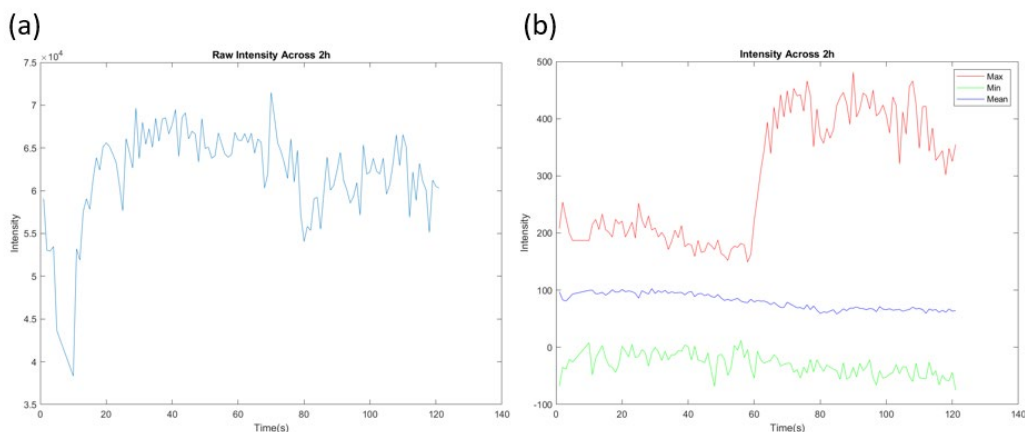 (a)
Raw Intensity Across 2h
×10⁴
7.5
7
6.5
6
5.5
5
4.5
4
3.5
Intensity
0 20 40 60 80 100 120 140
Time(s)
(b)
Intensity Across 2h
500
400
300
200
100
0
-100
Intensity
Max
Min
Mean
0 20 40 60 80 100 120 140
Time(s)